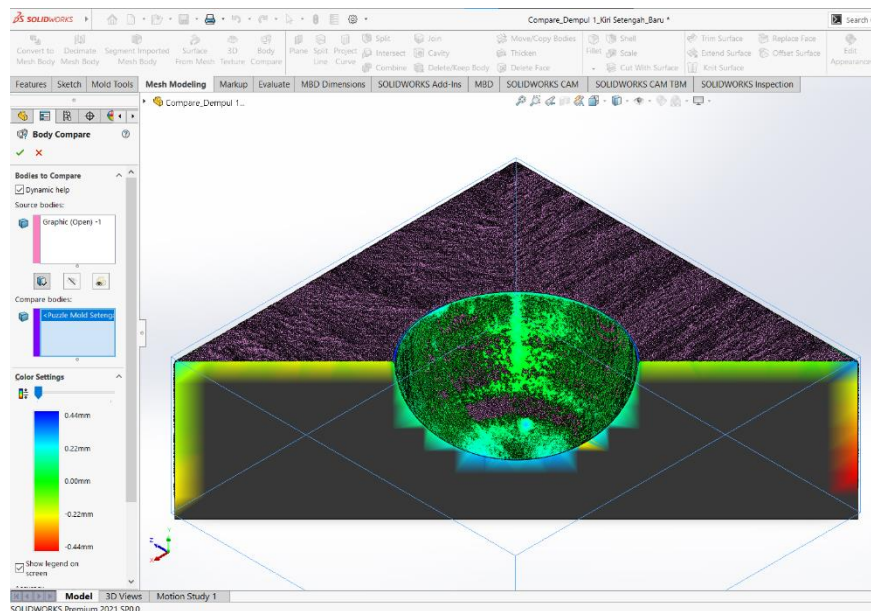 SOLIDWORKS
Compare_Dempul 1_Kiri Setengah_Baru *
Search
Convert to Mesh Body
Decimate Mesh Body
Segment Imported Mesh Body
Surface From Mesh
3D Texture
Body Compare
Plane
Split Line
Project Curve
Split
Intersect
Combine
Join
Cavity
Delete/Keep Body
Move/Copy Bodies
Thicken
Delete Face
Fillet
Shell
Scale
Cut With Surface
Trim Surface
Extend Surface
Knit Surface
Replace Face
Offset Surface
Edit Appearance
Features
Sketch
Mold Tools
Mesh Modeling
Markup
Evaluate
MBD Dimensions
SOLIDWORKS Add-Ins
MBD
SOLIDWORKS CAM
SOLIDWORKS CAM TBM
SOLIDWORKS Inspection
Compare_Dempul 1...
Body Compare
Bodies to Compare
Dynamic help
Source bodies:
Graphic (Open) -1
Compare bodies:
<Puzzle Mold Seteng
Color Settings
0.44mm
0.22mm
0.00mm
-0.22mm
-0.44mm
Show legend on
screen
Model
3D Views
Motion Study 1
SOLIDWORKS Premium 2021 SP0.0